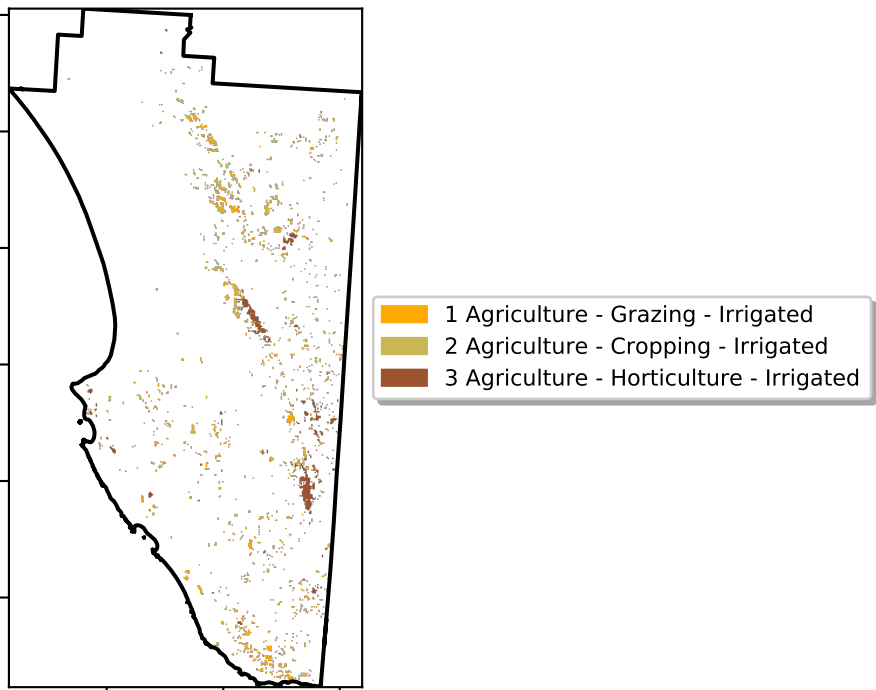 1 Agriculture - Grazing - Irrigated
2 Agriculture - Cropping - Irrigated
3 Agriculture - Horticulture - Irrigated